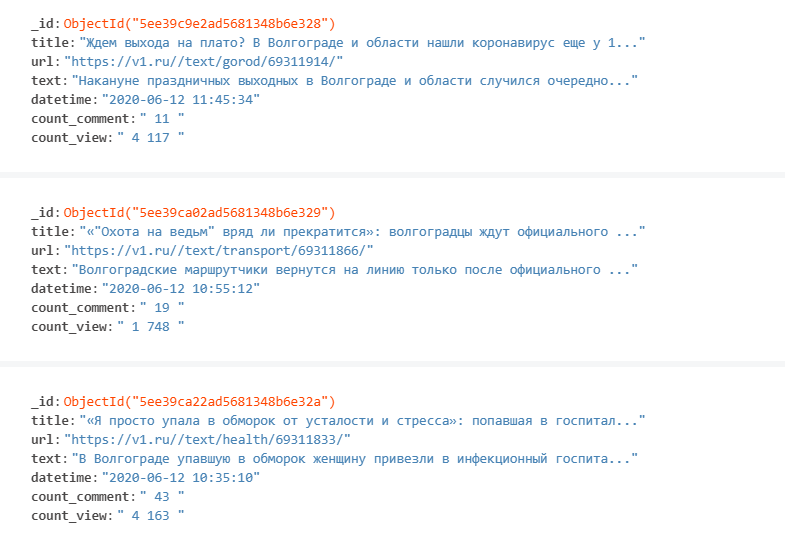 _id: ObjectId("5ee39c9e2ad5681348b6e328")
title: "Ждем выхода на плато? В Волгограде и области нашли коронавирус еще у 1..."
url: "https://v1.ru//text/gorod/69311914/"
text: "Накануне праздничных выходных в Волгограде и области случился очередно..."
datetime: "2020-06-12 11:45:34"
count_comment: " 11 "
count_view: " 4 117 "
_id: ObjectId("5ee39ca02ad5681348b6e329")
title: "«"Охота на ведьм" вряд ли прекратится»: волгоградцы ждут официального ..."
url: "https://v1.ru//text/transport/69311866/"
text: "Волгоградские маршрутчики вернутся на линию только после официального ..."
datetime: "2020-06-12 10:55:12"
count_comment: " 19 "
count_view: " 1 748 "
_id: ObjectId("5ee39ca22ad5681348b6e32a")
title: "«Я просто упала в обморок от усталости и стресса»: попавшая в госпитал..."
url: "https://v1.ru//text/health/69311833/"
text: "В Волгограде упавшую в обморок женщину привезли в инфекционный госпита..."
datetime: "2020-06-12 10:35:10"
count_comment: " 43 "
count_view: " 4 163 "